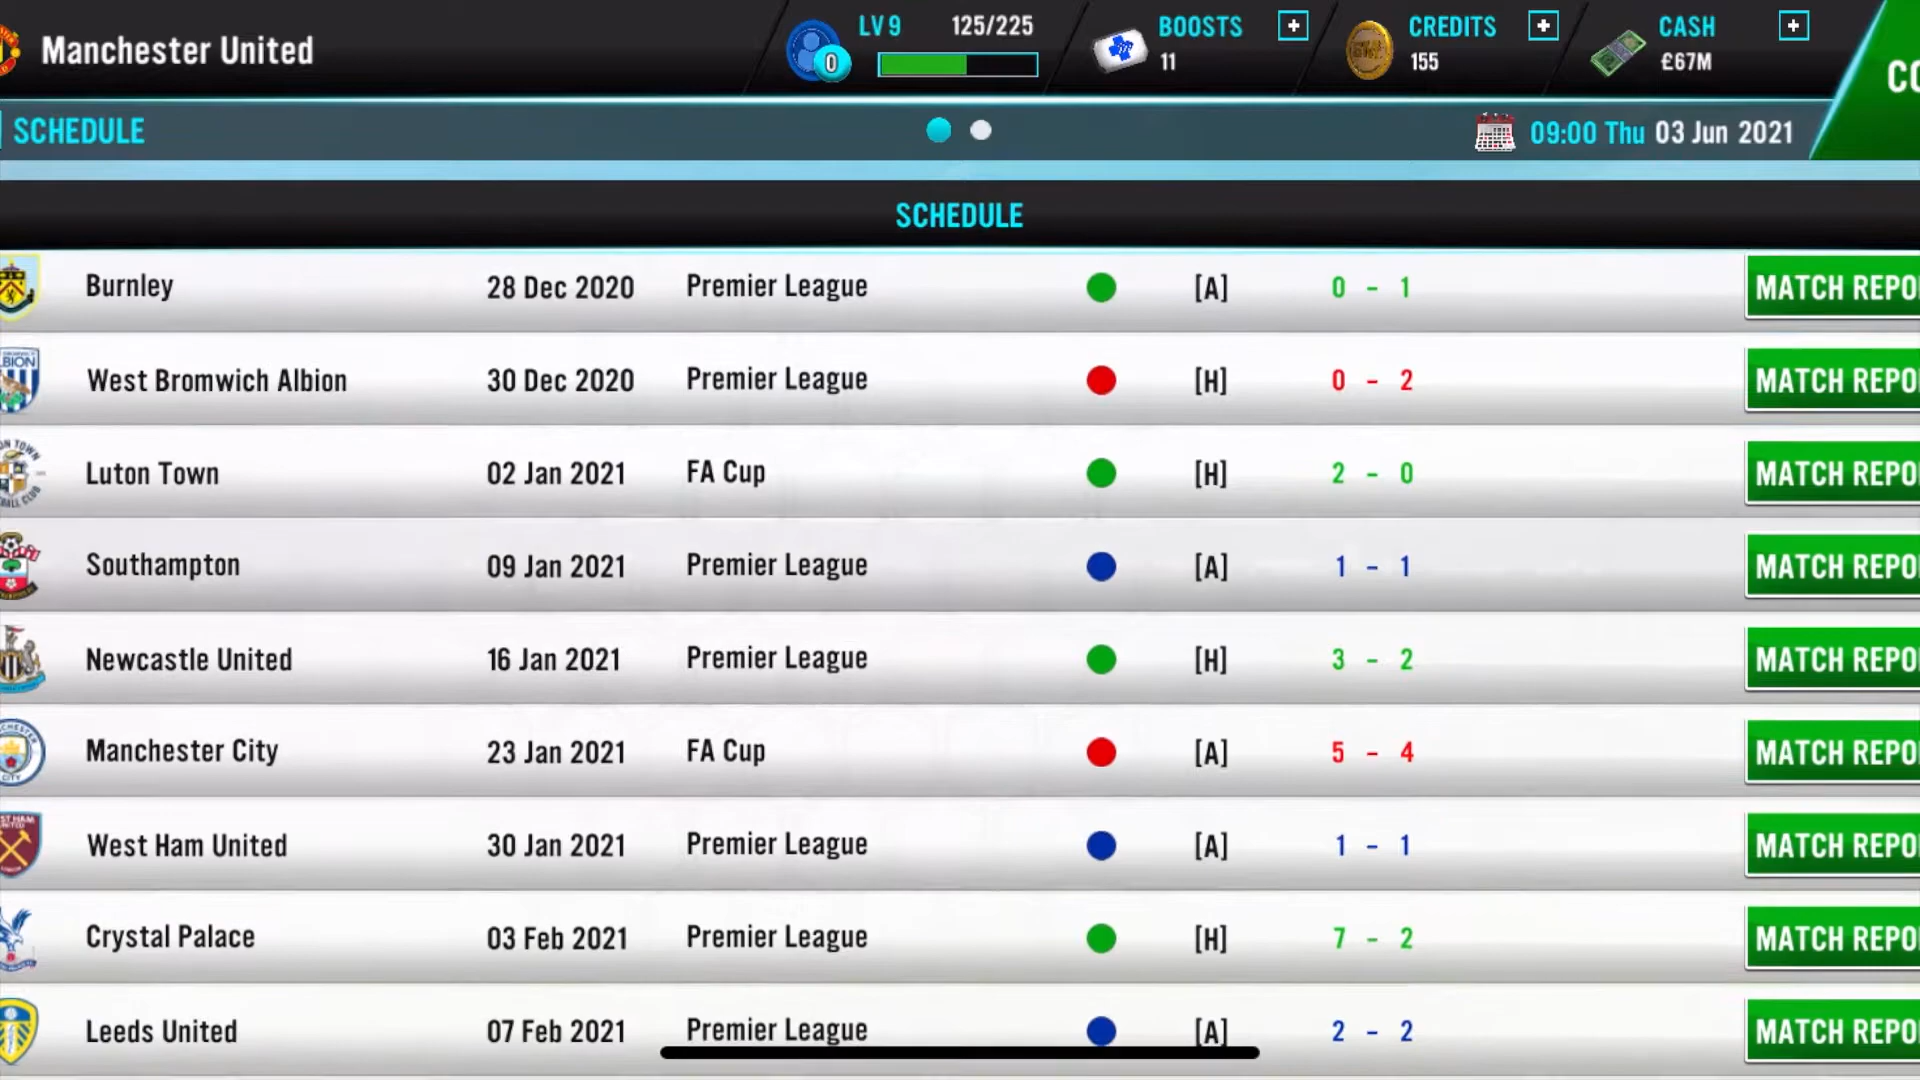 Manchester United
0
LV 9 125/225
BOOSTS
11
CREDITS
155
CASH
£67M
CO
SCHEDULE
09:00 Thu 03 Jun 2021
SCHEDULE
Burnley 28 Dec 2020 Premier League [A] 0 - 1 MATCH REPO
West Bromwich Albion 30 Dec 2020 Premier League [H] 0 - 2 MATCH REPO
Luton Town 02 Jan 2021 FA Cup [H] 2 - 0 MATCH REPO
Southampton 09 Jan 2021 Premier League [A] 1 - 1 MATCH REPO
Newcastle United 16 Jan 2021 Premier League [H] 3 - 2 MATCH REPO
Manchester City 23 Jan 2021 FA Cup [A] 5 - 4 MATCH REPO
West Ham United 30 Jan 2021 Premier League [A] 1 - 1 MATCH REPO
Crystal Palace 03 Feb 2021 Premier League [H] 7 - 2 MATCH REPO
Leeds United 07 Feb 2021 Premier League [A] 2 - 2 MATCH REPO